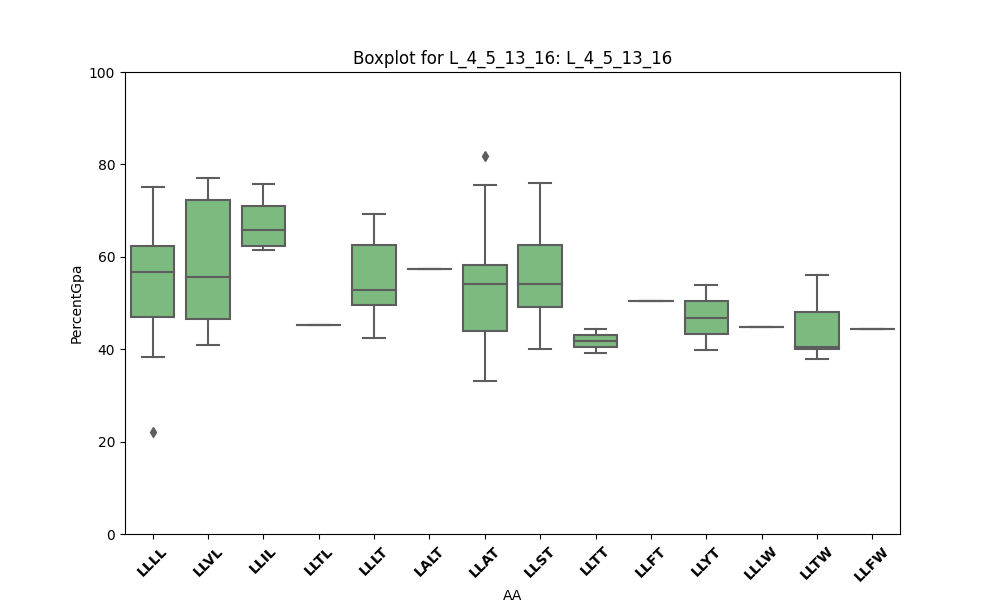 Boxplot for L_4_5_13_16: L_4_5_13_16
100
80
60
40
20
0
PercentGpa
LLLL LLVL LLIL LLTL LLLT LALT LLAT LLST LLTT LLFT LLYT LLLW LLTW LLFW
AA